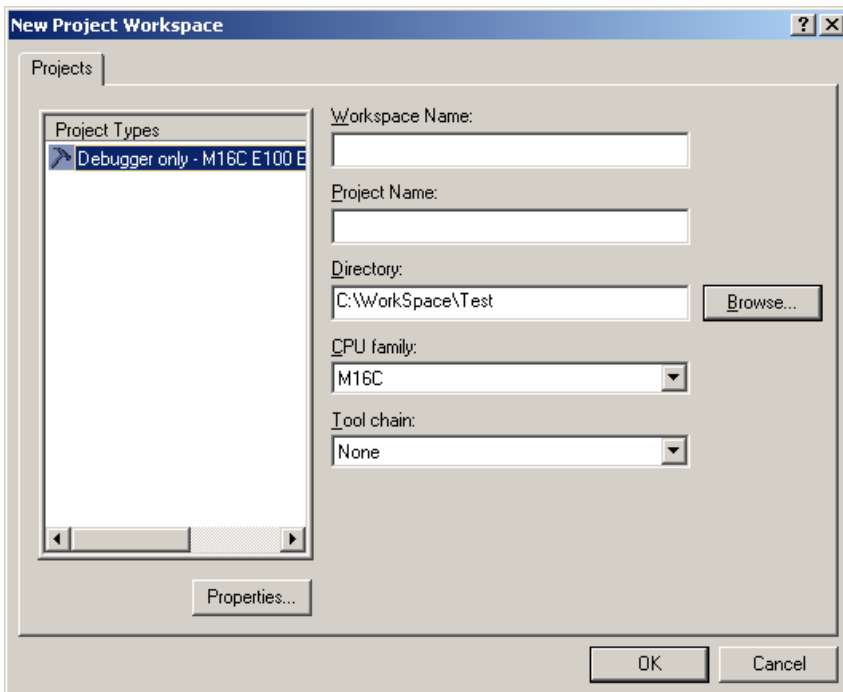 New Project Workspace
Projects
Project Types
Debugger only - M16C E100 E
Properties...
Workspace Name:
Project Name:
Directory:
C:\WorkSpace\Test
Browse...
CPU family:
M16C
Tool chain:
None
OK
Cancel